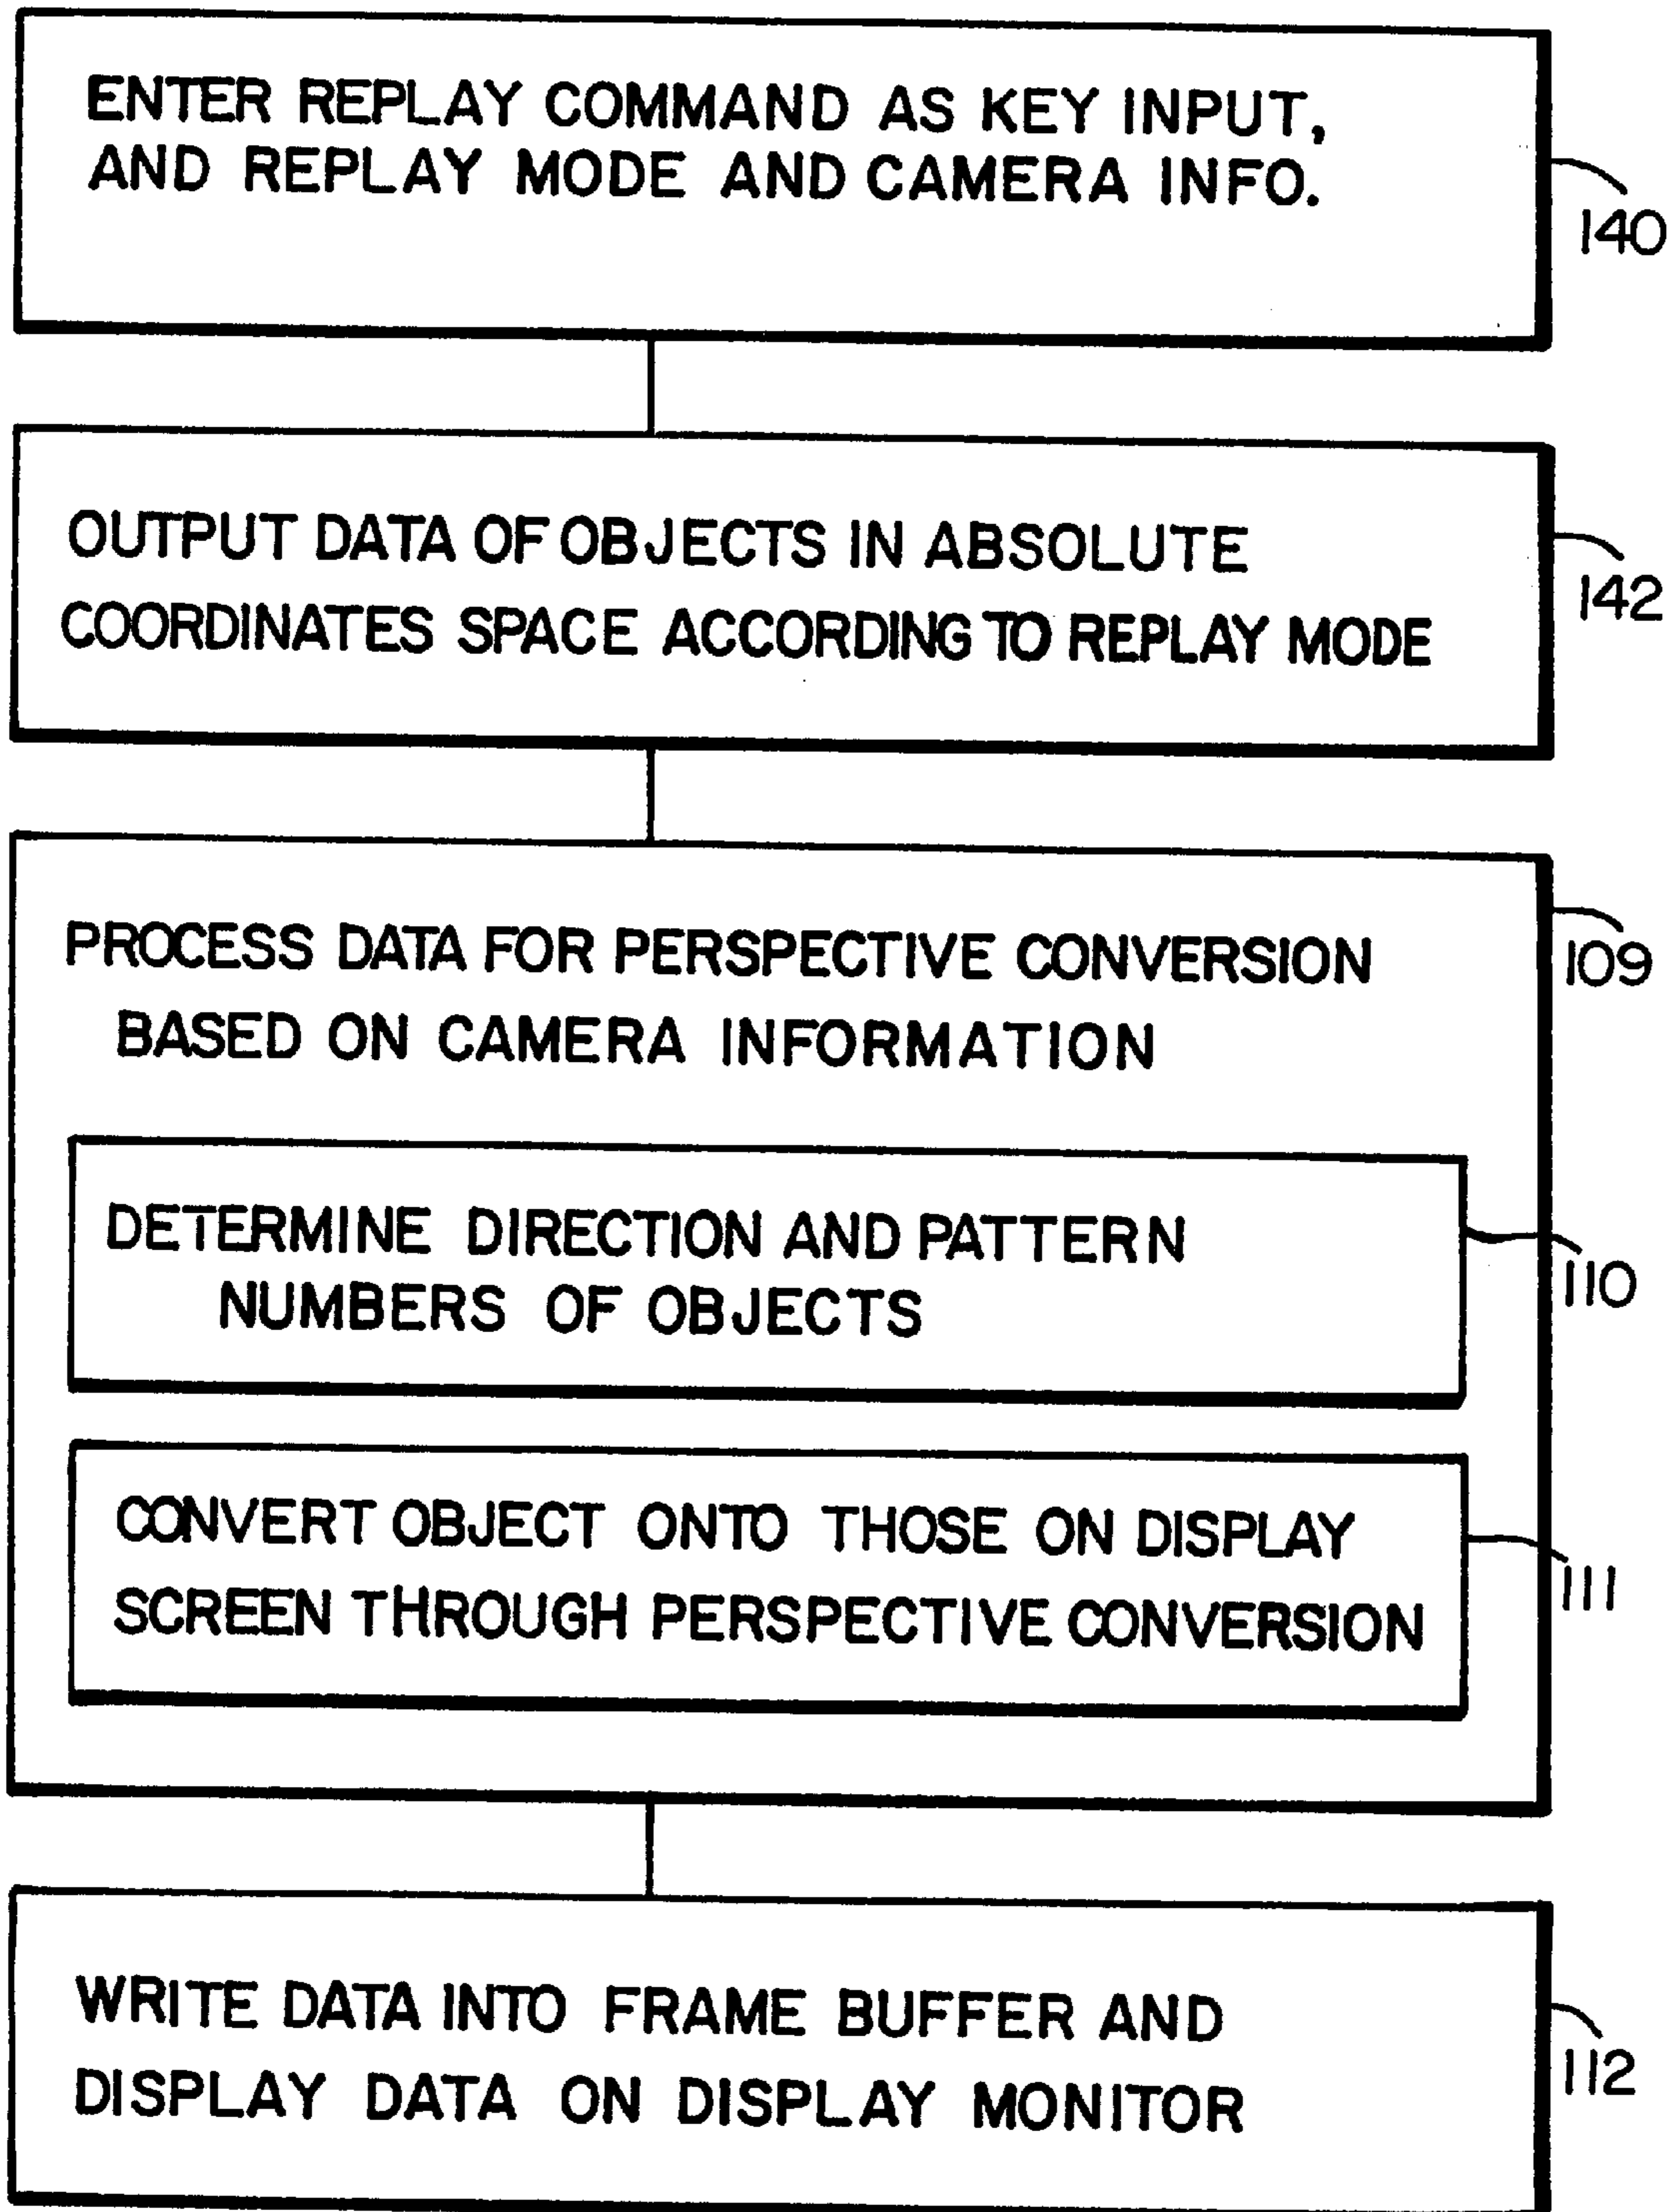 ENTER REPLAY COMMAND AS KEY INPUT,
AND REPLAY MODE AND CAMERA INFO.
140
OUTPUT DATA OF OBJECTS IN ABSOLUTE
COORDINATES SPACE ACCORDING TO REPLAY MODE
142
PROCESS DATA FOR PERSPECTIVE CONVERSION
BASED ON CAMERA INFORMATION
109
DETERMINE DIRECTION AND PATTERN
NUMBERS OF OBJECTS
110
CONVERT OBJECT ONTO THOSE ON DISPLAY
SCREEN THROUGH PERSPECTIVE CONVERSION
111
WRITE DATA INTO FRAME BUFFER AND
DISPLAY DATA ON DISPLAY MONITOR
112